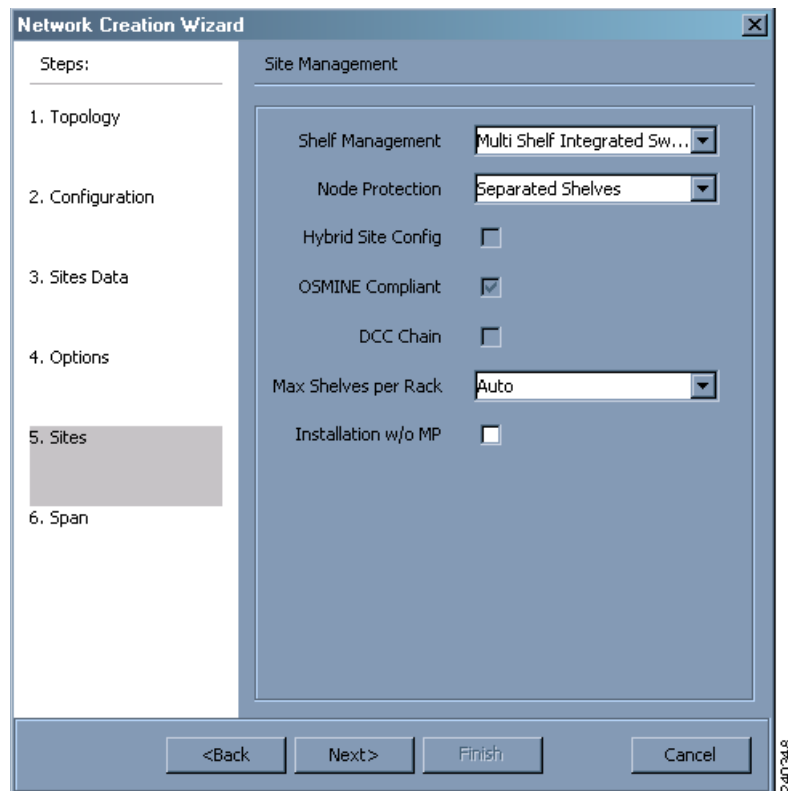 Network Creation Wizard
Steps:
1. Topology
2. Configuration
3. Sites Data
4. Options
5. Sites
6. Span
Site Management
Shelf Management Multi Shelf Integrated Sw...
Node Protection Separated Shelves
Hybrid Site Config
OSMINE Compliant
DCC Chain
Max Shelves per Rack Auto
Installation w/o MP
<Back Next> Finish Cancel
240348